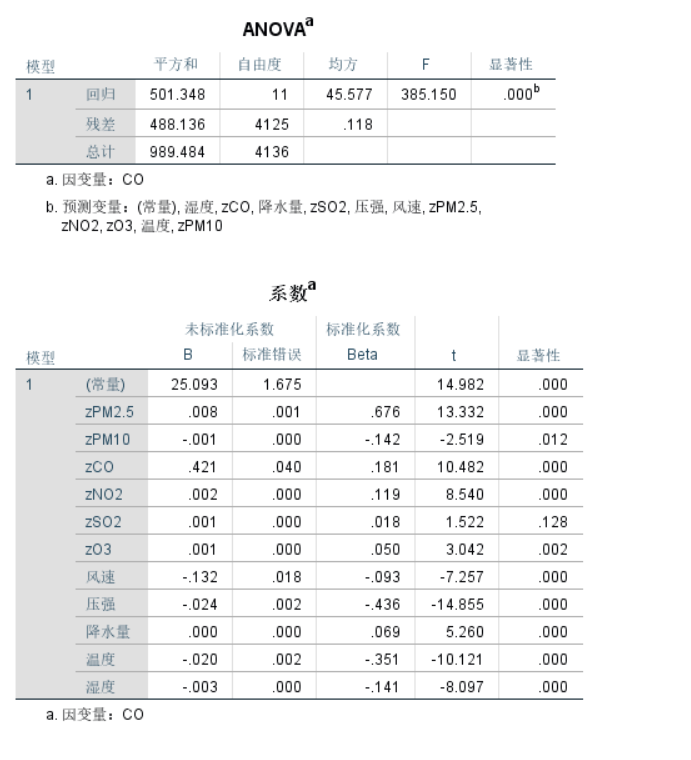 ANOVAa
模型 平方和 自由度 均方 F 显著性
1 回归 501.348 11 45.577 385.150 .000b
残差 488.136 4125 .118
总计 989.484 4136
a. 因变量：CO
b. 预测变量：(常量), 湿度, zCO, 降水量, zSO2, 压强, 风速, zPM2.5,
zNO2, zO3, 温度, zPM10
系数a
未标准化系数 标准化系数
模型 B 标准错误 Beta t 显著性
1 (常量) 25.093 1.675 14.982 .000
zPM2.5 .008 .001 .676 13.332 .000
zPM10 -.001 .000 -.142 -2.519 .012
zCO .421 .040 .181 10.482 .000
zNO2 .002 .000 .119 8.540 .000
zSO2 .001 .000 .018 1.522 .128
zO3 .001 .000 .050 3.042 .002
风速 -.132 .018 -.093 -7.257 .000
压强 -.024 .002 -.436 -14.855 .000
降水量 .000 .000 .069 5.260 .000
温度 -.020 .002 -.351 -10.121 .000
湿度 -.003 .000 -.141 -8.097 .000
a. 因变量：CO